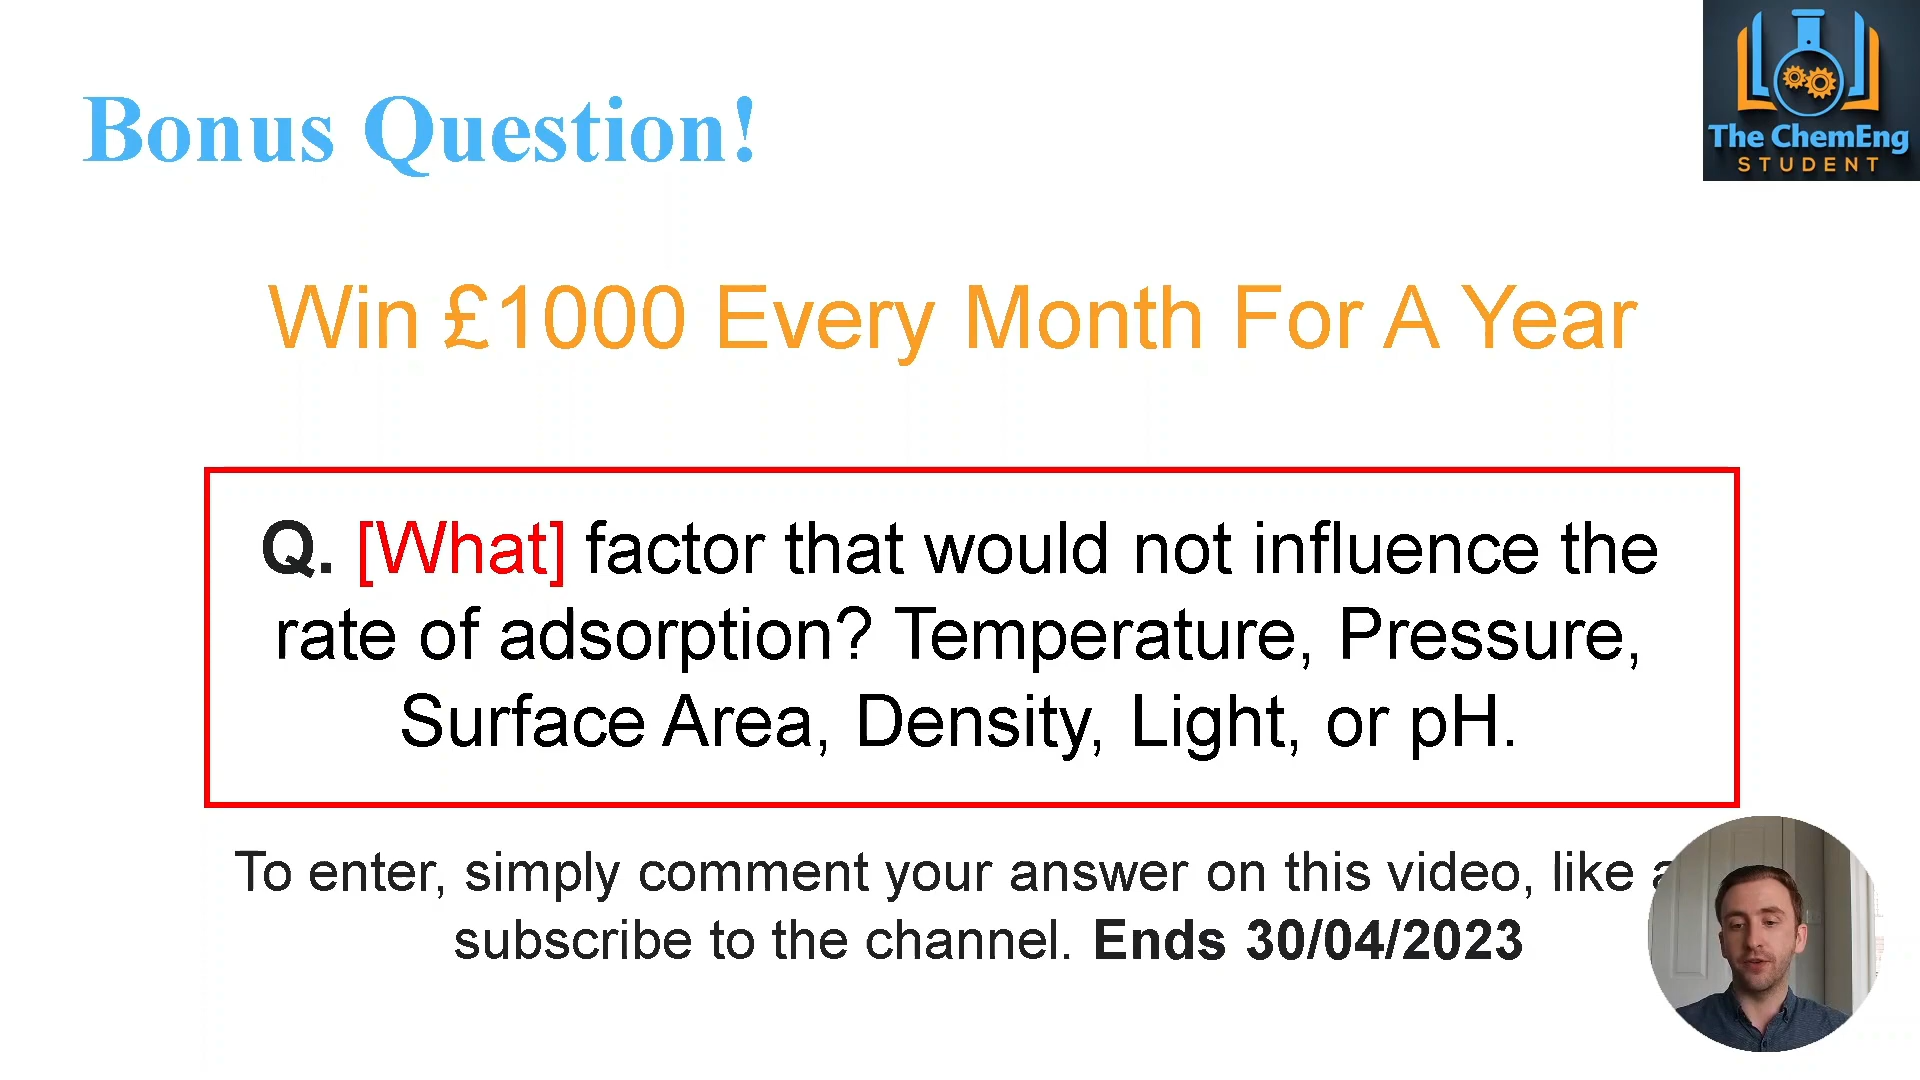 Bonus Question!
The ChemEng
STUDENT
Win £1000 Every Month For A Year
Q. [What] factor that would not influence the
rate of adsorption? Temperature, Pressure,
Surface Area, Density, Light, or pH.
To enter, simply comment your answer on this video, like
subscribe to the channel. Ends 30/04/2023